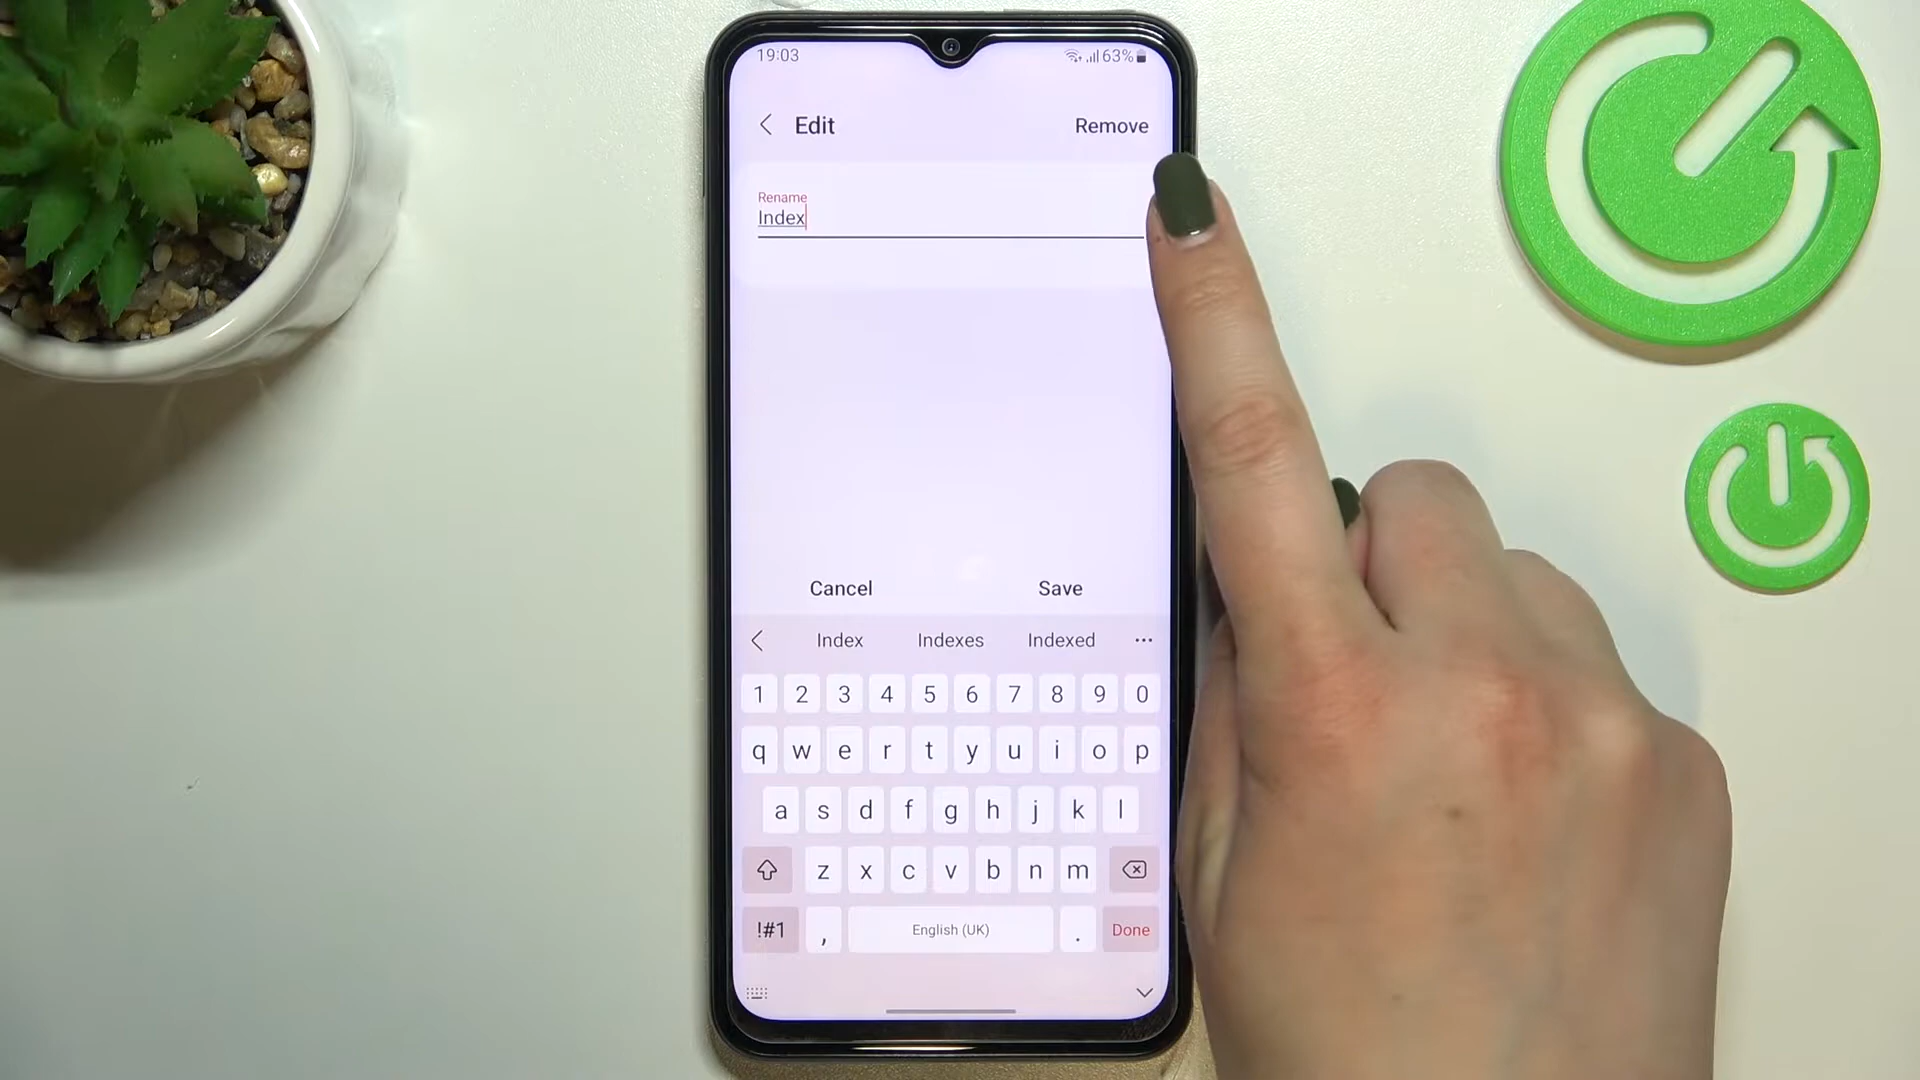 19:03 63%
Edit Remove
Rename
Index
Cancel Save
Index Indexes Indexed ...
1 2 3 4 5 6 7 8 9 0
q w e r t y u i o p
a s d f g h j k l
z x c v b n m
!#1 , English (UK) . Done